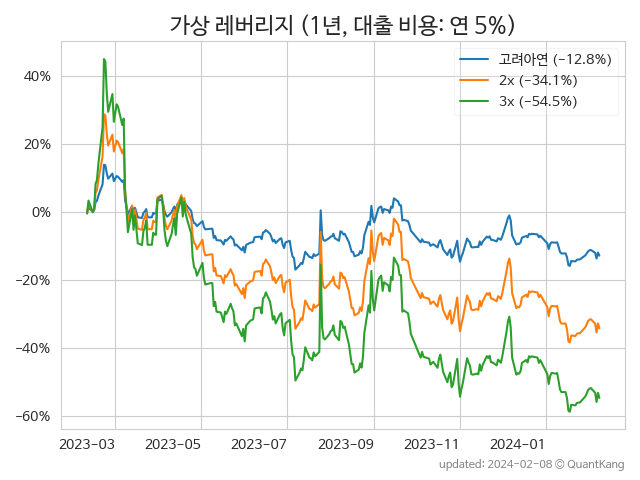 가상 레버리지 (1년, 대출 비용: 연 5%)
고려아연 (−12.8%)
2x (−34.1%)
3x (−54.5%)
40%
20%
0%
−20%
−40%
−60%
2023-03 2023-05 2023-07 2023-09 2023-11 2024-01
updated: 2024-02-08 © QuantKang